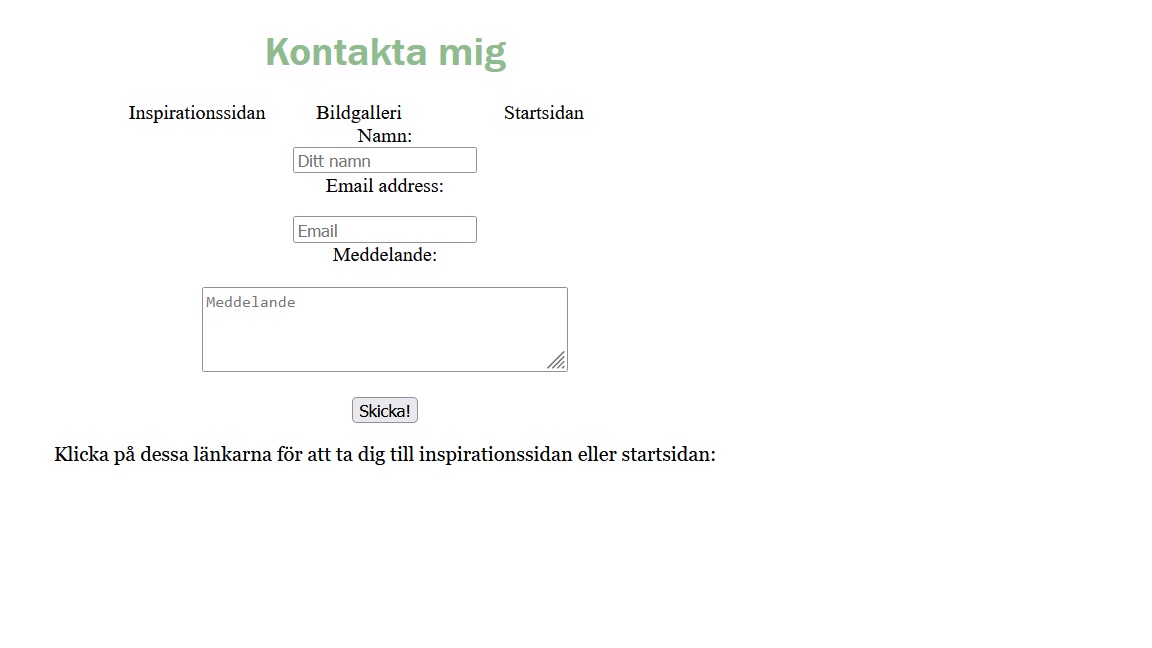 Kontakta mig
Inspirationssidan Bildgalleri Startsidan
Namn:
Ditt namn
Email address:
Email
Meddelande:
Meddelande
Skicka!
Klicka på dessa länkarna för att ta dig till inspirationssidan eller startsidan: